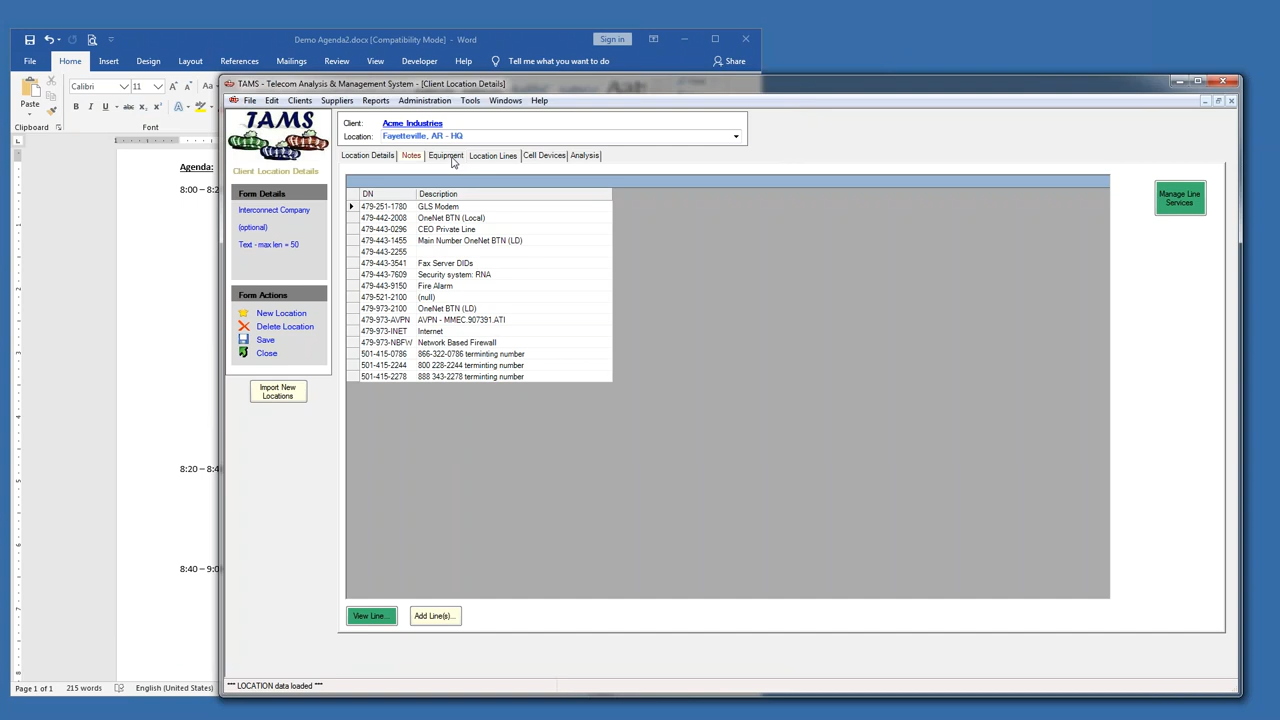 Demo Agenda2.docx [Compatibility Mode] - Word
Sign in
File Home Insert Design Layout References Mailings Review View Developer Tell me what you want to do Share
Paste
Calibri 11 Aa
B I U abc x A
Clipboard Font
Agenda:
8:00 –
8:20 – 8:4
8:40 – 9:0
Page 1 of 1 215 words English (United States)
TAMS - Telecom Analysis & Management System - [Client Location Details]
File Edit Clients Suppliers Reports Administration Tools Windows Help
TAMS
Client Location Details
Form Details
Interconnect Company
(optional)
Text - max len = 50
Form Actions
New Location
Delete Location
Save
Close
Import New
Locations
Client: Acme Industries
Location: Fayetteville, AR - HQ
Location Details Notes Equipment Location Lines Cell Devices Analysis
DN Description
479-251-1780 GLS Modem
479-442-2008 OneNet BTN (Local)
479-443-0296 CEO Private Line
479-443-1455 Main Number OneNet BTN (LD)
479-443-2255
479-443-3541 Fax Server DIDs
479-443-7609 Security system: RNA
479-443-9150 Fire Alarm
479-521-2100 (null)
479-973-2100 OneNet BTN (LD)
479-973-AVPN AVPN - MMEC.907391.ATI
479-973-INET Internet
479-973-NBFW Network Based Firewall
501-415-0786 866-322-0786 terminting number
501-415-2244 800 228-2244 terminting number
501-415-2278 888 343-2278 terminting number
Manage Line
Services
View Line... Add Line(s)...
*** LOCATION data loaded ***